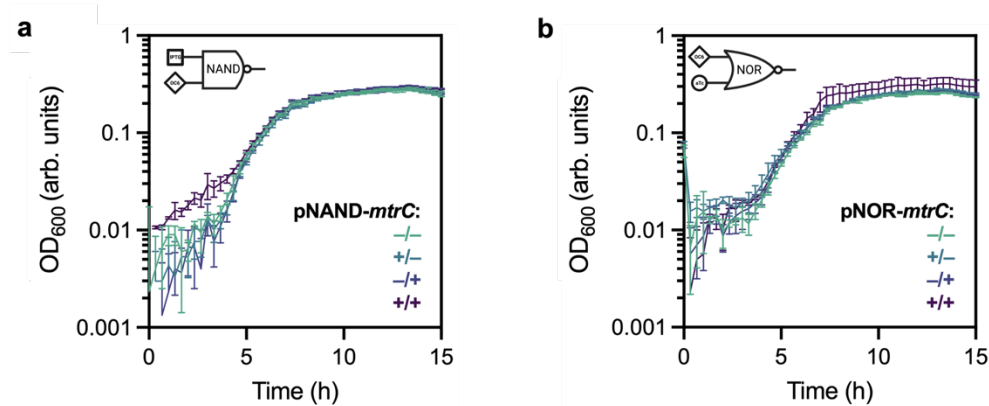 a
1
0.1
0.01
0.001
OD600 (arb. units)
IPTG
OC6
NAND
pNAND-mtrC:
–/–
+/–
–/+
+/+
0
5
10
15
Time (h)
b
1
0.1
0.01
0.001
OD600 (arb. units)
OC6
aTc
NOR
pNOR-mtrC:
–/–
+/–
–/+
+/+
0
5
10
15
Time (h)